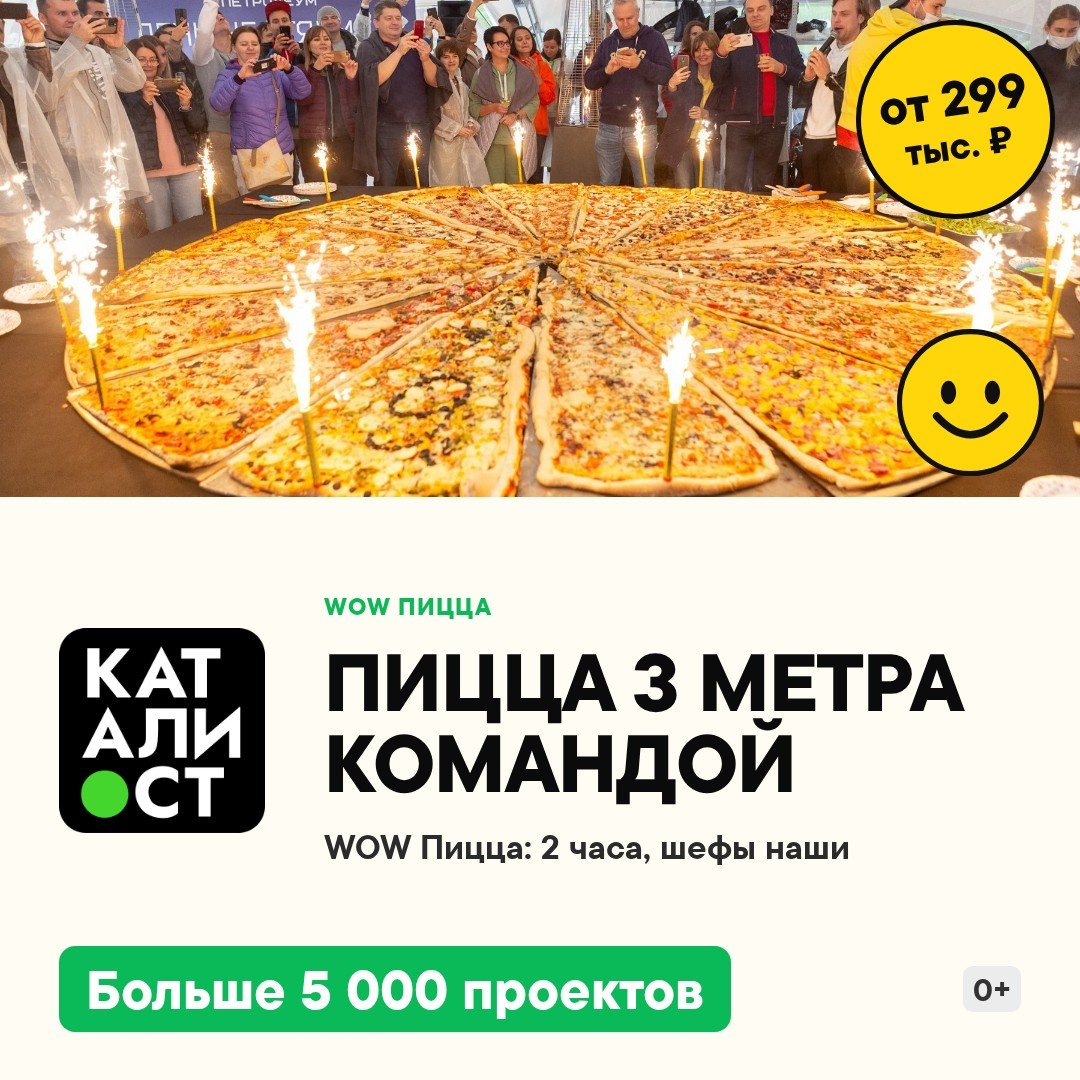 от 299
тыс. ₽
WOW ПИЦЦА
КАТ
АЛИ
СТ
ПИЦЦА 3 МЕТРА
КОМАНДОЙ
WOW Пицца: 2 часа, шефы наши
Больше 5 000 проектов
0+